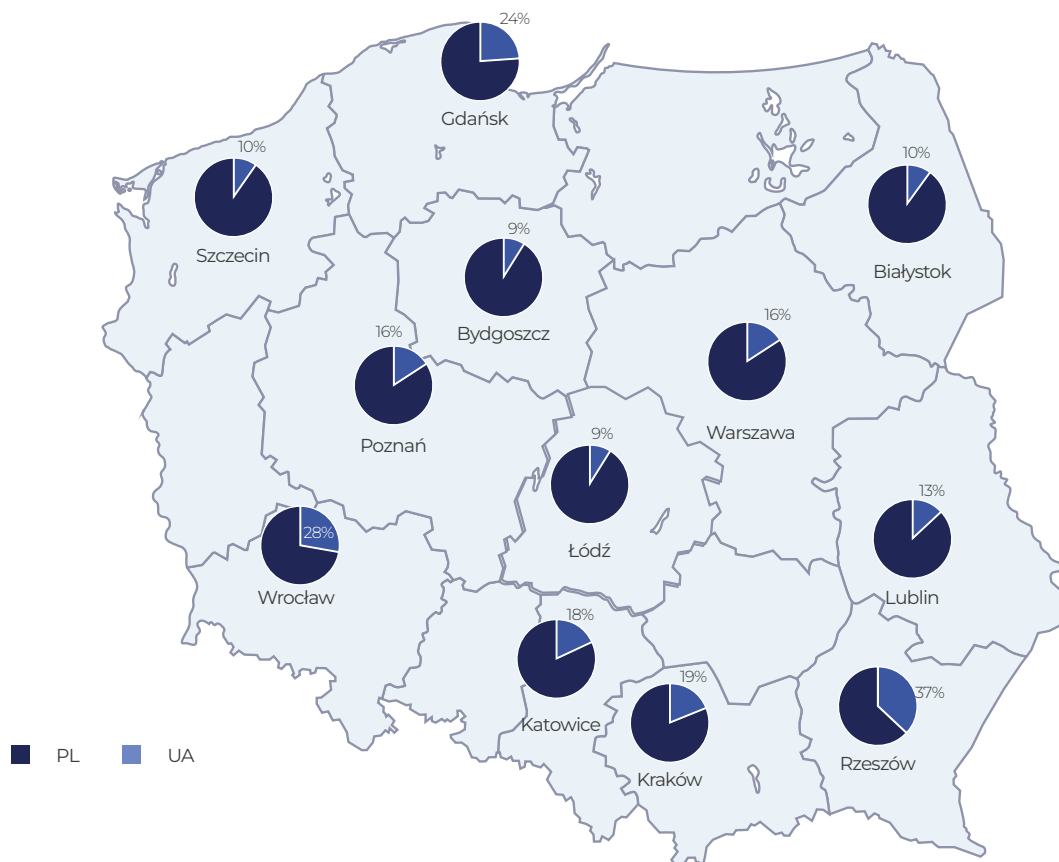 24%
Gdańsk
10%
Szczecin
10%
Białystok
9%
Bydgoszcz
16%
Poznań
16%
Warszawa
9%
Łódź
13%
Lublin
28%
Wrocław
18%
Katowice
19%
Kraków
37%
Rzeszów
PL UA